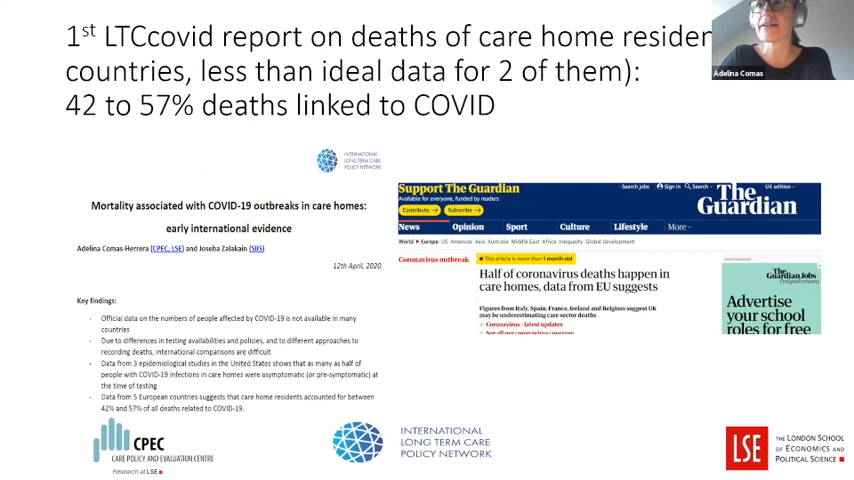 1st LTCcovid report on deaths of care home
countries, less than ideal data for 2 of them):
42 to 57% deaths linked to COVID
Adelina Comas
INTERNATIONAL
LONG TERM CARE
POLICY NETWORK
Mortality associated with COVID-19 outbreaks in care homes:
early international evidence
Adelina Comas-Herrera (CPEC, LSE) and Joseba Zalakain (SIIS)
12th April, 2020
Key findings:
- Official data on the numbers of people affected by COVID-19 is not available in many
countries
- Due to differences in testing availabilities and policies, and to different approaches to
recording deaths, international comparisons are difficult
- Data from 3 epidemiological studies in the United States shows that as many as half of
people with COVID-19 infections in care homes were asymptomatic (or pre-symptomatic) at
the time of testing
- Data from 5 European countries suggests that care home residents accounted for between
42% and 57% of all deaths related to COVID-19.
Support The Guardian
Available for everyone, funded by readers
Contribute → Subscribe →
Search jobs Sign in Search UK edition
The
Guardian
News Opinion Sport Culture Lifestyle More
World ▸ Europe US Americas Asia Australia Middle East Africa Inequality Global development
Coronavirus outbreak
This article is more than 1 month old
Half of coronavirus deaths happen in
care homes, data from EU suggests
Figures from Italy, Spain, France, Ireland and Belgium suggest UK
may be underestimating care sector deaths
Coronavirus - latest updates
See all our coronavirus coverage
Advertisement
The
Guardian Jobs
Find good company
Advertise
your school
roles for free
CPEC
CARE POLICY AND EVALUATION CENTRE
Research at LSE
INTERNATIONAL
LONG TERM CARE
POLICY NETWORK
LSE
THE LONDON SCHOOL
OF ECONOMICS AND
POLITICAL SCIENCE